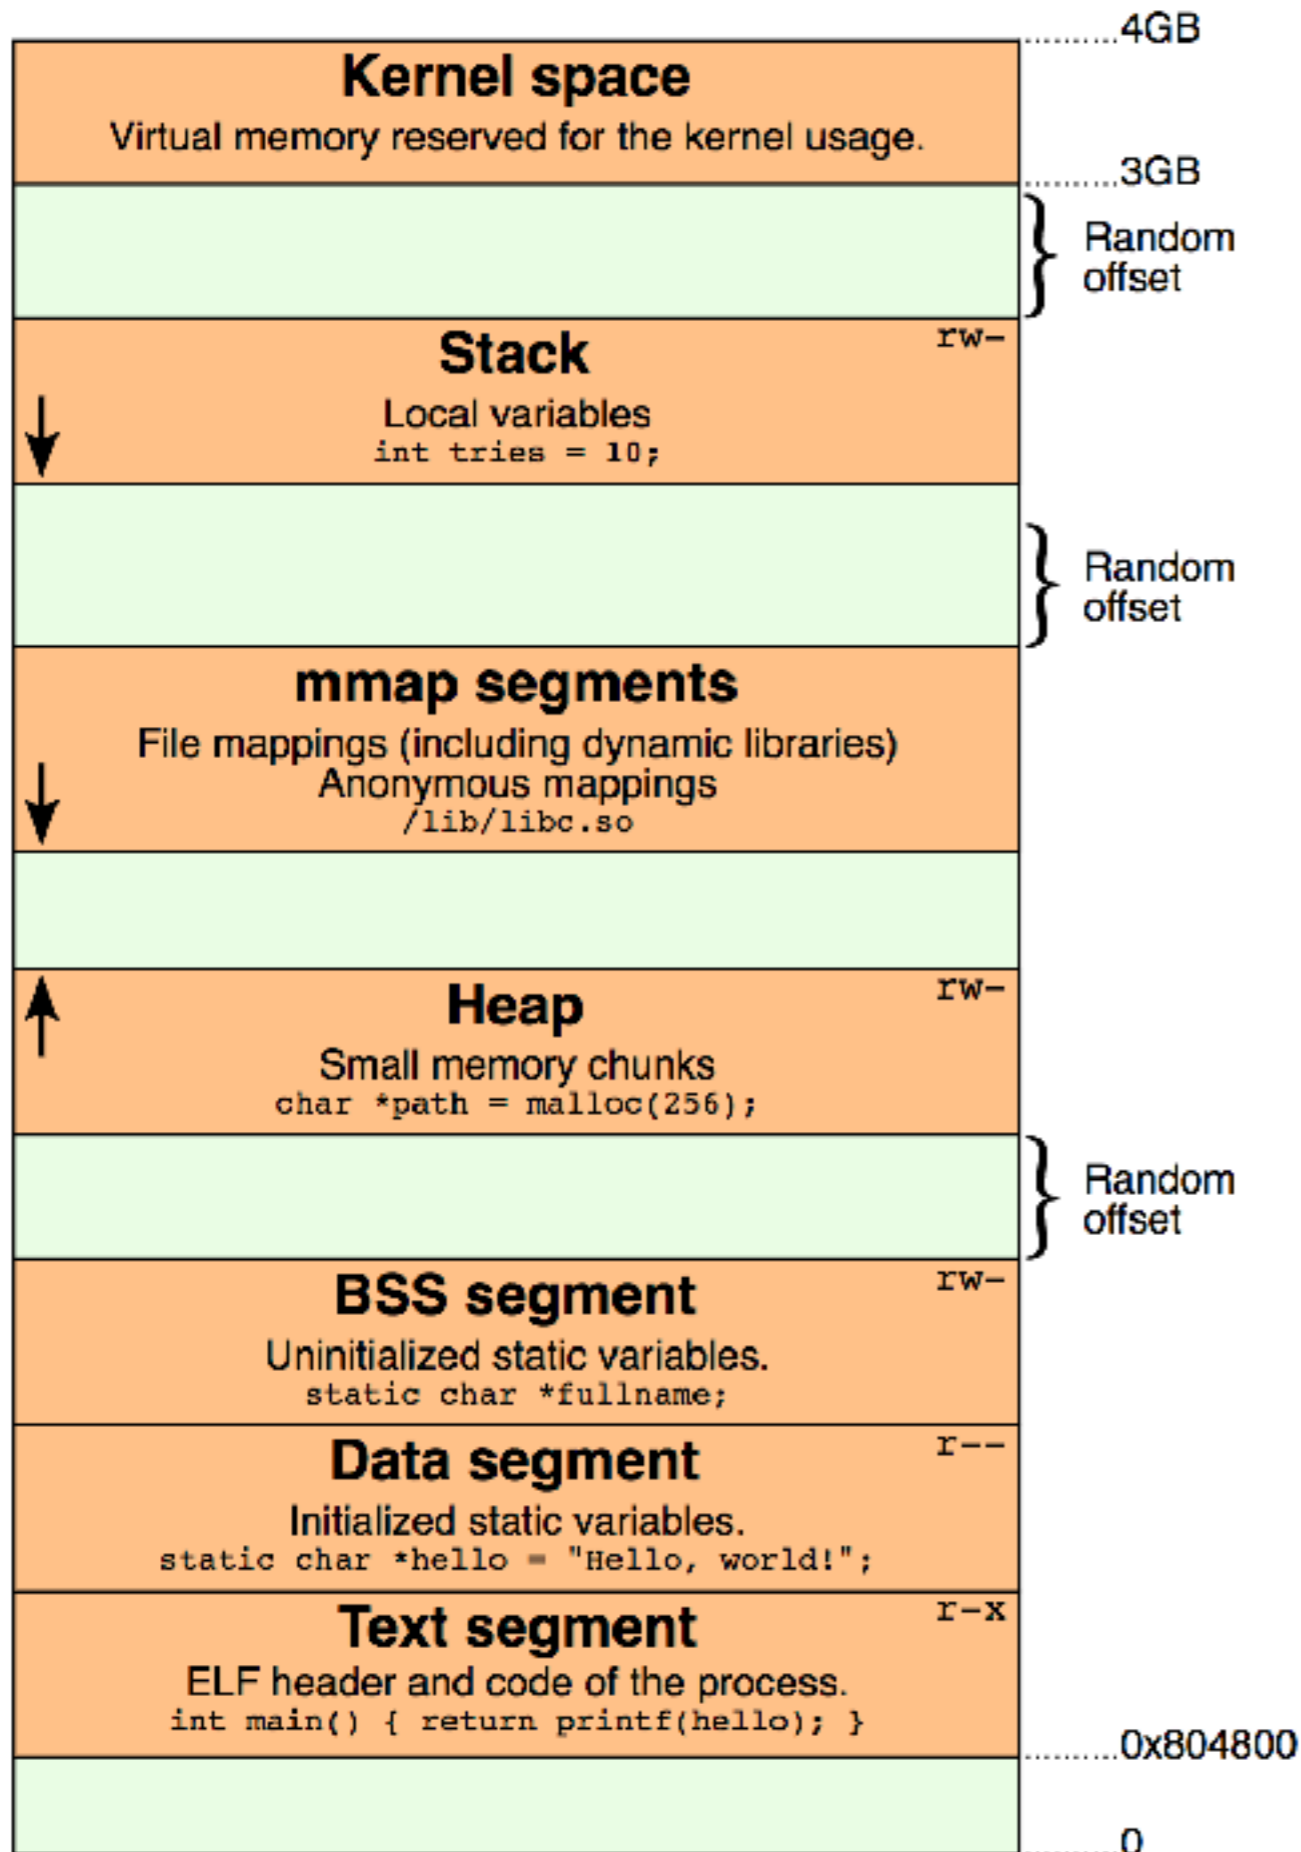 4GB
Kernel space
Virtual memory reserved for the kernel usage.
3GB
Random
offset
rw-
Stack
Local variables
int tries = 10;
Random
offset
mmap segments
File mappings (including dynamic libraries)
Anonymous mappings
/lib/libc.so
rw-
Heap
Small memory chunks
char *path = malloc(256);
Random
offset
rw-
BSS segment
Uninitialized static variables.
static char *fullname;
r--
Data segment
Initialized static variables.
static char *hello = "Hello, world!";
r-x
Text segment
ELF header and code of the process.
int main() { return printf(hello); }
0x804800
0